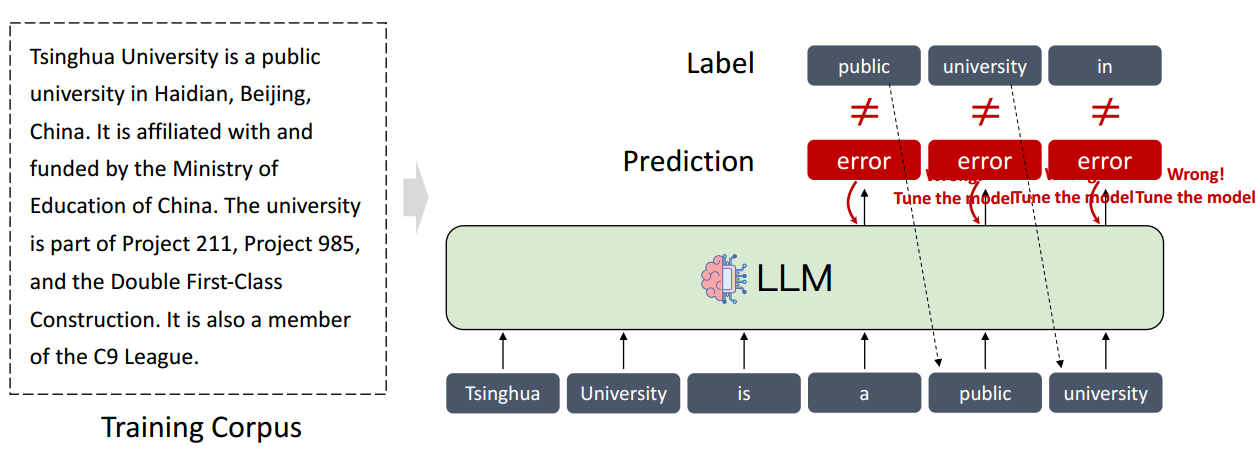 Tsinghua University is a public
university in Haidian, Beijing,
China. It is affiliated with and
funded by the Ministry of
Education of China. The university
is part of Project 211, Project 985,
and the Double First-Class
Construction. It is also a member
of the C9 League.
Training Corpus
Label
public university in
≠ ≠ ≠
Prediction
error error error
Wrong! Wrong! Wrong!
Tune the model Tune the model Tune the model
LLM
Tsinghua University is a public university